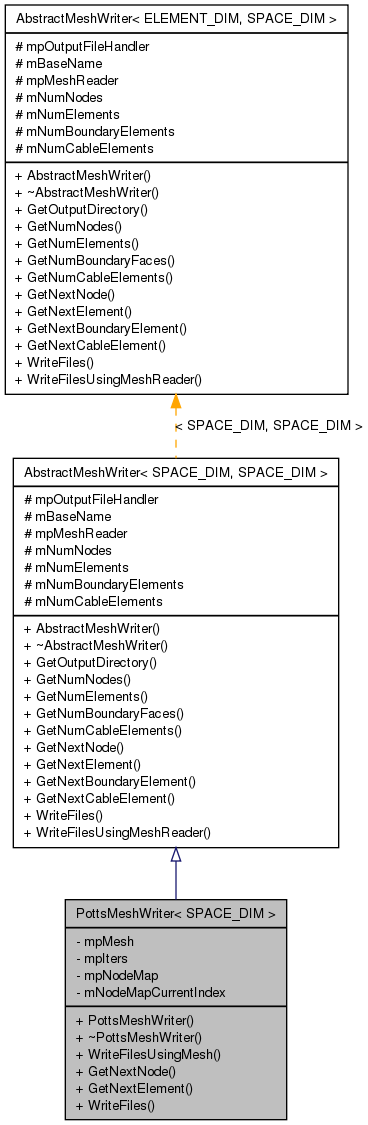 AbstractMeshWriter< ELEMENT_DIM, SPACE_DIM >
# mpOutputFileHandler
# mBaseName
# mpMeshReader
# mNumNodes
# mNumElements
# mNumBoundaryElements
# mNumCableElements
+ AbstractMeshWriter()
+ ~AbstractMeshWriter()
+ GetOutputDirectory()
+ GetNumNodes()
+ GetNumElements()
+ GetNumBoundaryFaces()
+ GetNumCableElements()
+ GetNextNode()
+ GetNextElement()
+ GetNextBoundaryElement()
+ GetNextCableElement()
+ WriteFiles()
+ WriteFilesUsingMeshReader()
< SPACE_DIM, SPACE_DIM >
AbstractMeshWriter< SPACE_DIM, SPACE_DIM >
# mpOutputFileHandler
# mBaseName
# mpMeshReader
# mNumNodes
# mNumElements
# mNumBoundaryElements
# mNumCableElements
+ AbstractMeshWriter()
+ ~AbstractMeshWriter()
+ GetOutputDirectory()
+ GetNumNodes()
+ GetNumElements()
+ GetNumBoundaryFaces()
+ GetNumCableElements()
+ GetNextNode()
+ GetNextElement()
+ GetNextBoundaryElement()
+ GetNextCableElement()
+ WriteFiles()
+ WriteFilesUsingMeshReader()
PottsMeshWriter< SPACE_DIM >
- mpMesh
- mpIters
- mpNodeMap
- mNodeMapCurrentIndex
+ PottsMeshWriter()
+ ~PottsMeshWriter()
+ WriteFilesUsingMesh()
+ GetNextNode()
+ GetNextElement()
+ WriteFiles()